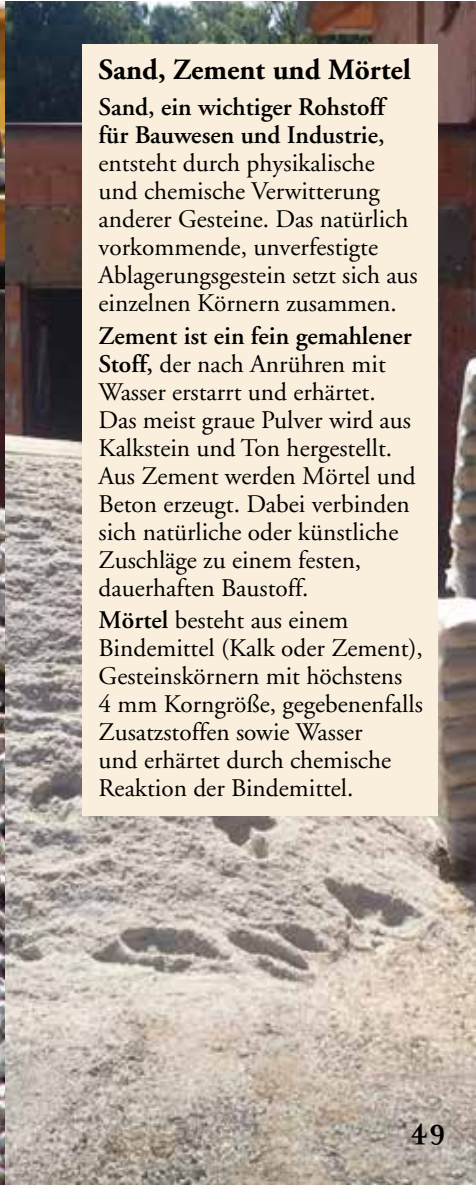 Sand, Zement und Mörtel
Sand, ein wichtiger Rohstoff
für Bauwesen und Industrie,
entsteht durch physikalische
und chemische Verwitterung
anderer Gesteine. Das natürlich
vorkommende, unverfestigte
Ablagerungsgestein setzt sich aus
einzelnen Körnern zusammen.
Zement ist ein fein gemahlener
Stoff, der nach Anrühren mit
Wasser erstarrt und erhärtet.
Das meist graue Pulver wird aus
Kalkstein und Ton hergestellt.
Aus Zement werden Mörtel und
Beton erzeugt. Dabei verbinden
sich natürliche oder künstliche
Zuschläge zu einem festen,
dauerhaften Baustoff.
Mörtel besteht aus einem
Bindemittel (Kalk oder Zement),
Gesteinskörnern mit höchstens
4 mm Korngröße, gegebenenfalls
Zusatzstoffen sowie Wasser
und erhärtet durch chemische
Reaktion der Bindemittel.
49